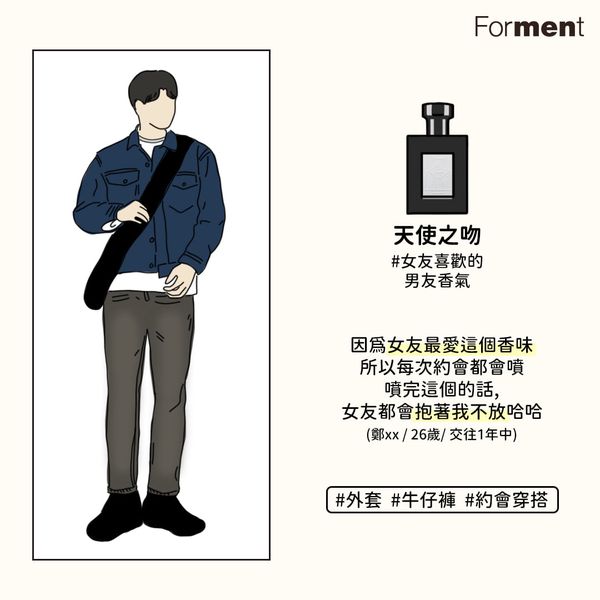 Forment
天使之吻
#女友喜歡的
男友香氣
因爲女友最愛這個香味
所以每次約會都會噴
噴完這個的話,
女友都會抱著我不放哈哈
(鄭xx / 26歲/ 交往1年中)
#外套 #牛仔褲 #約會穿搭